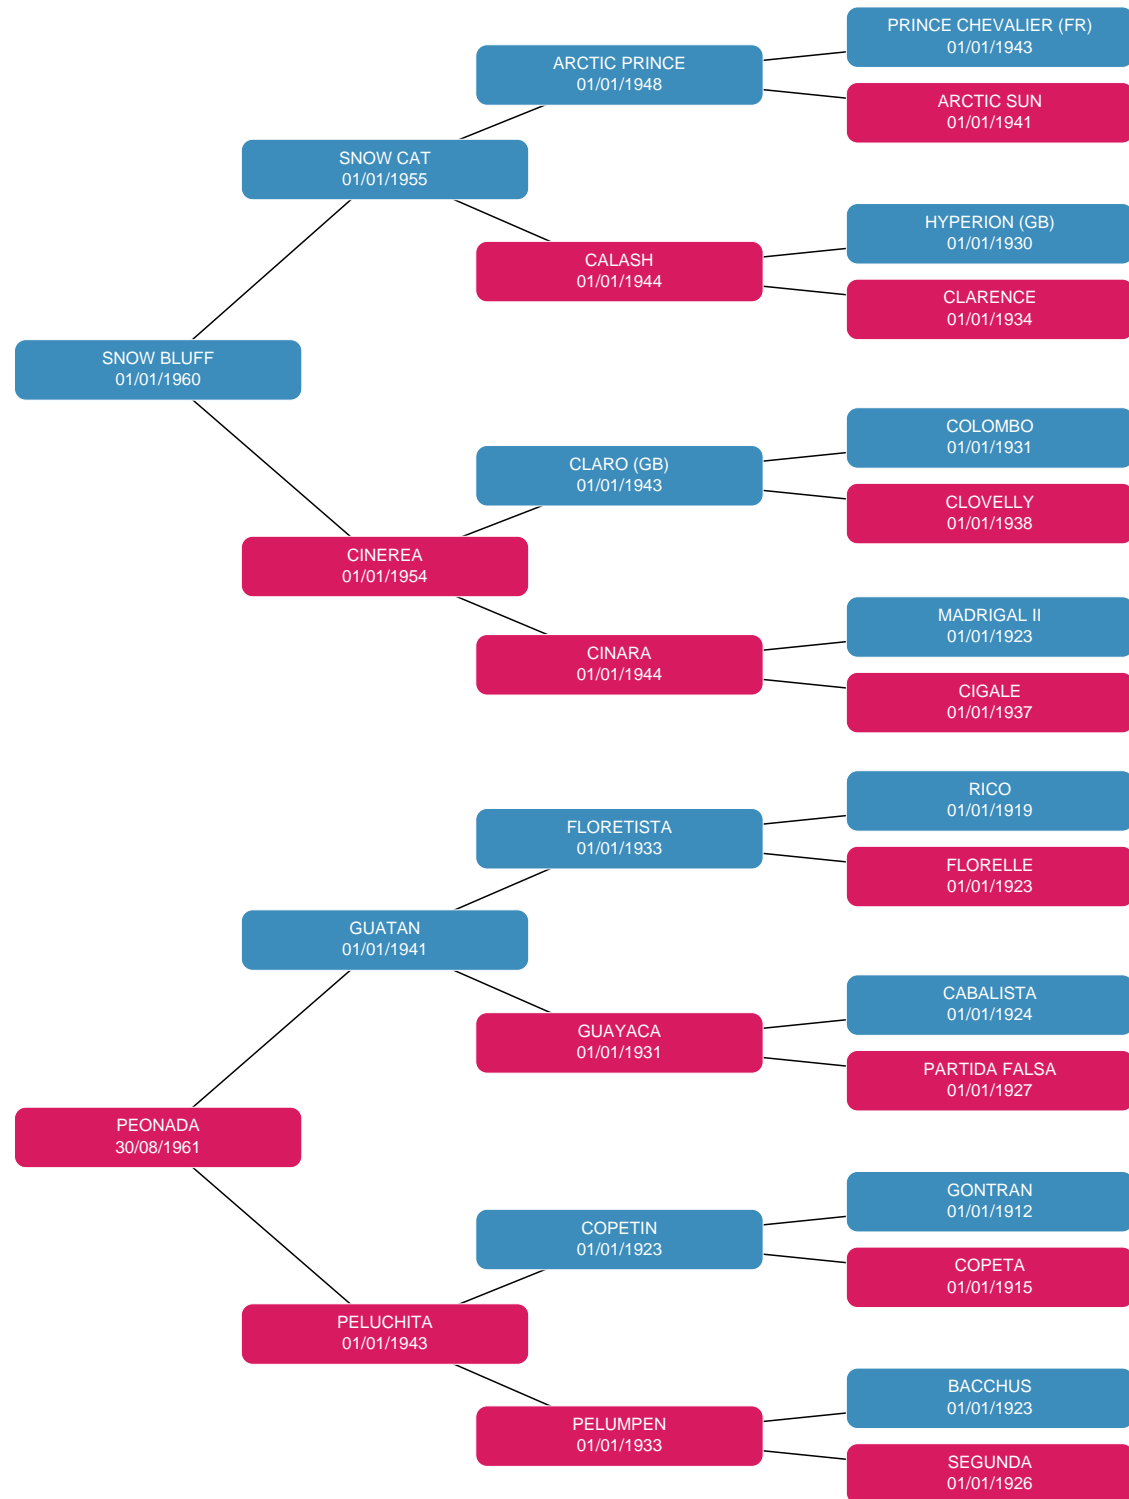 PRINCE CHEVALIER (FR)
01/01/1943
ARCTIC PRINCE
01/01/1948
ARCTIC SUN
01/01/1941
SNOW CAT
01/01/1955
HYPERION (GB)
01/01/1930
CALASH
01/01/1944
CLARENCE
01/01/1934
SNOW BLUFF
01/01/1960
COLOMBO
01/01/1931
CLARO (GB)
01/01/1943
CLOVELLY
01/01/1938
CINEREA
01/01/1954
MADRIGAL II
01/01/1923
CINARA
01/01/1944
CIGALE
01/01/1937
RICO
01/01/1919
FLORETISTA
01/01/1933
FLORELLE
01/01/1923
GUATAN
01/01/1941
CABALISTA
01/01/1924
GUAYACA
01/01/1931
PARTIDA FALSA
01/01/1927
PEONADA
30/08/1961
GONTRAN
01/01/1912
COPETIN
01/01/1923
COPETA
01/01/1915
PELUCHITA
01/01/1943
BACCHUS
01/01/1923
PELUMPEN
01/01/1933
SEGUNDA
01/01/1926